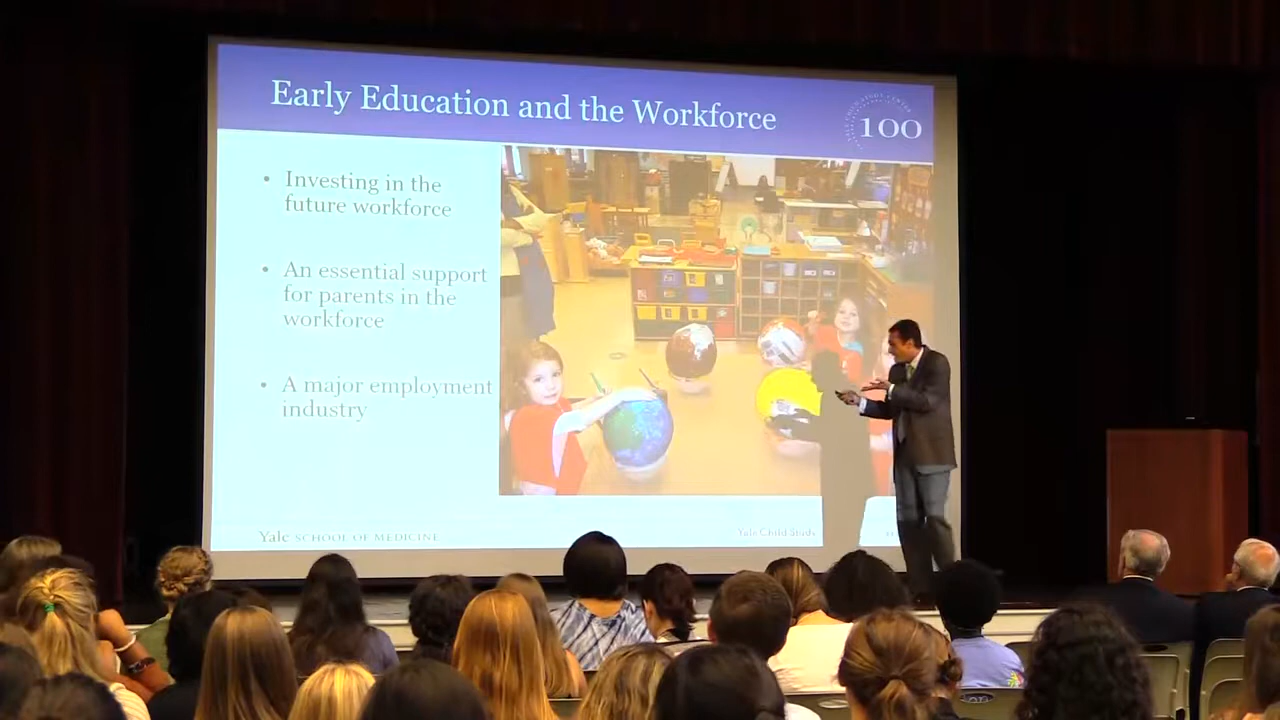 Early Education and the Workforce
100
• Investing in the
future workforce
• An essential support
for parents in the
workforce
• A major employment
industry
Yale SCHOOL OF MEDICINE
Yale Child Study